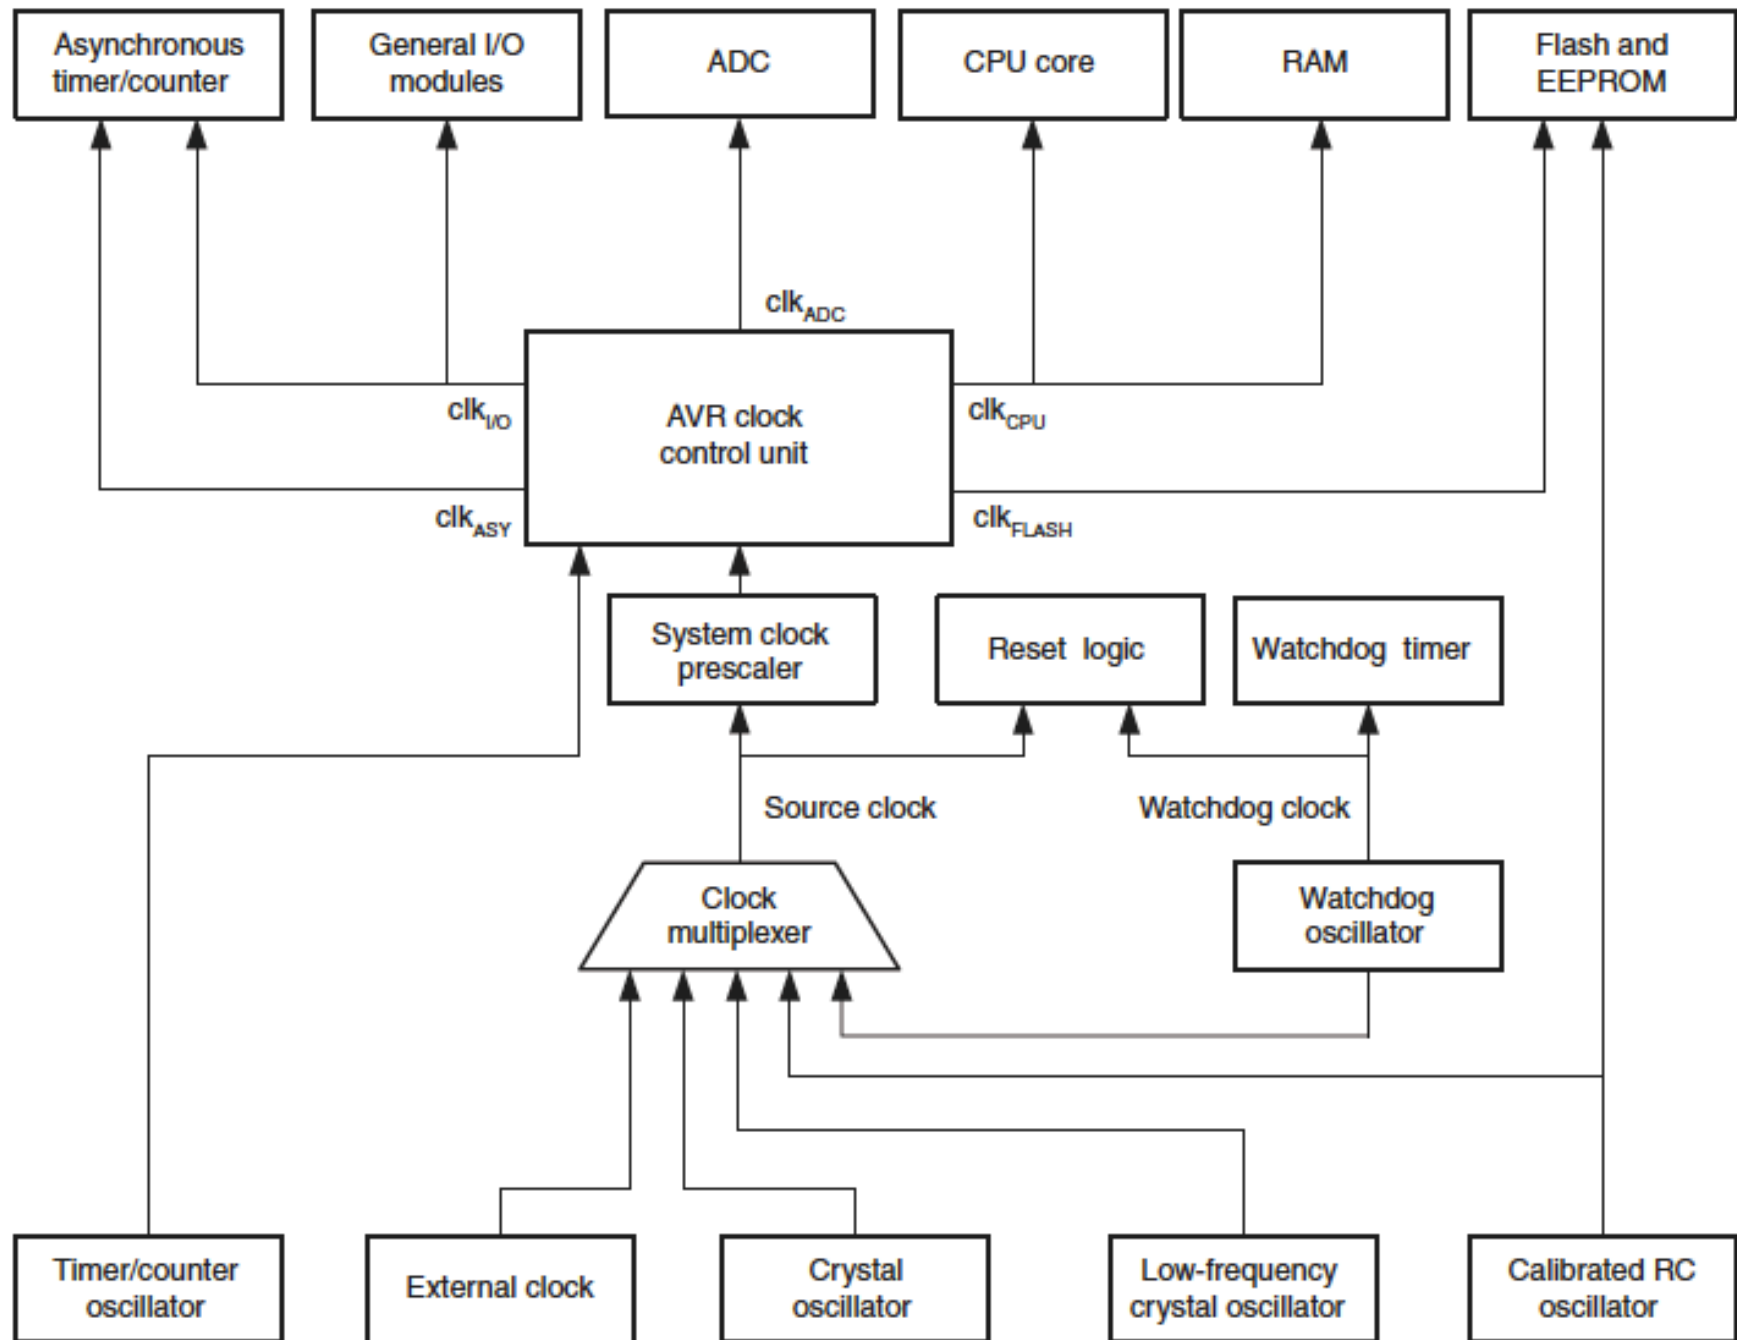 Asynchronous
timer/counter
General I/O
modules
ADC
CPU core
RAM
Flash and
EEPROM
clkADC
clkI/O
AVR clock
control unit
clkCPU
clkASY
clkFLASH
System clock
prescaler
Reset logic
Watchdog timer
Source clock
Watchdog clock
Clock
multiplexer
Watchdog
oscillator
Timer/counter
oscillator
External clock
Crystal
oscillator
Low-frequency
crystal oscillator
Calibrated RC
oscillator